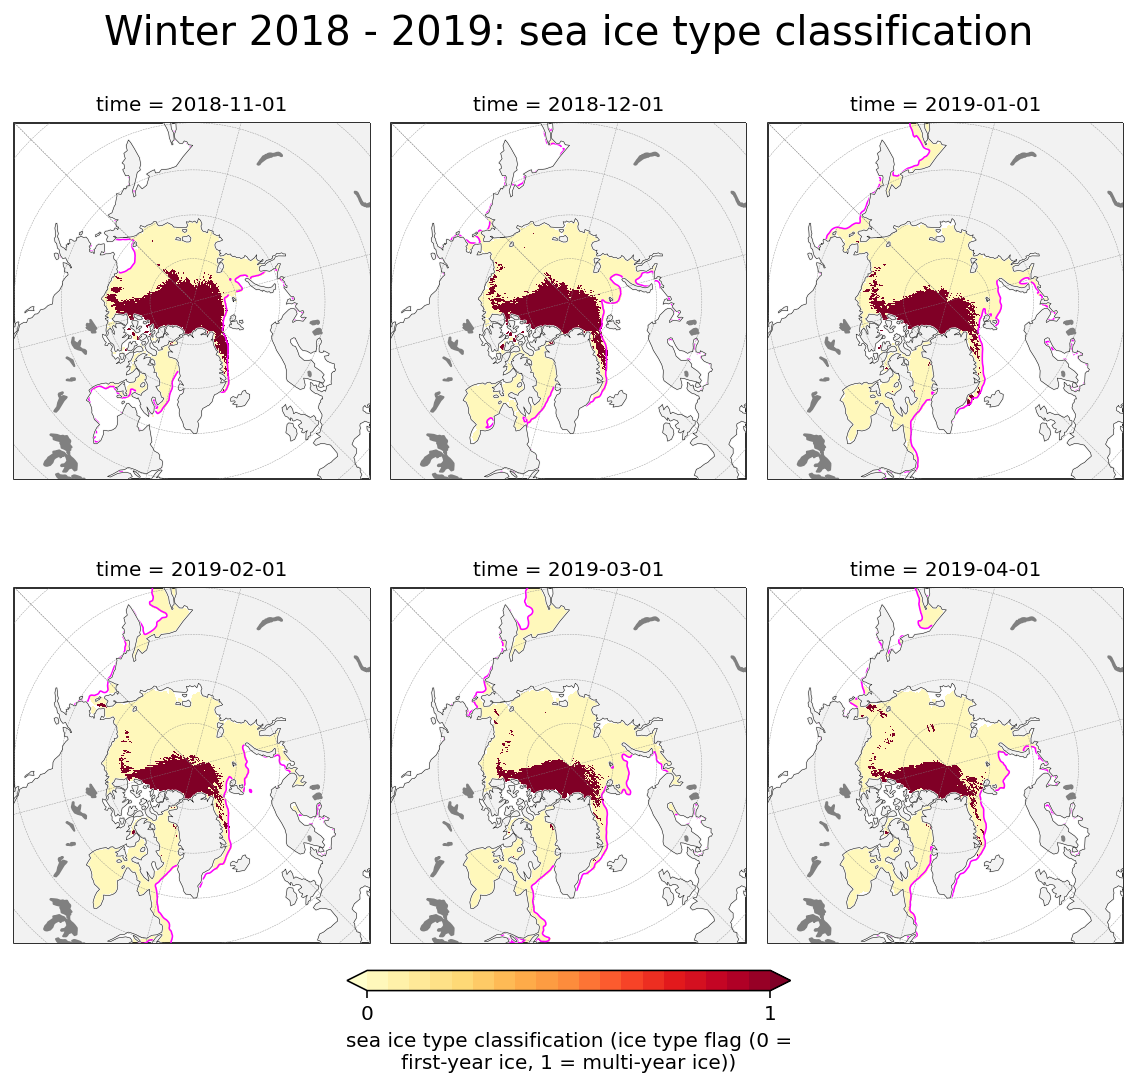 Winter 2018 - 2019: sea ice type classification
time = 2018-11-01
time = 2018-12-01
time = 2019-01-01
time = 2019-02-01
time = 2019-03-01
time = 2019-04-01
0
1
sea ice type classification (ice type flag (0 =
first-year ice, 1 = multi-year ice))